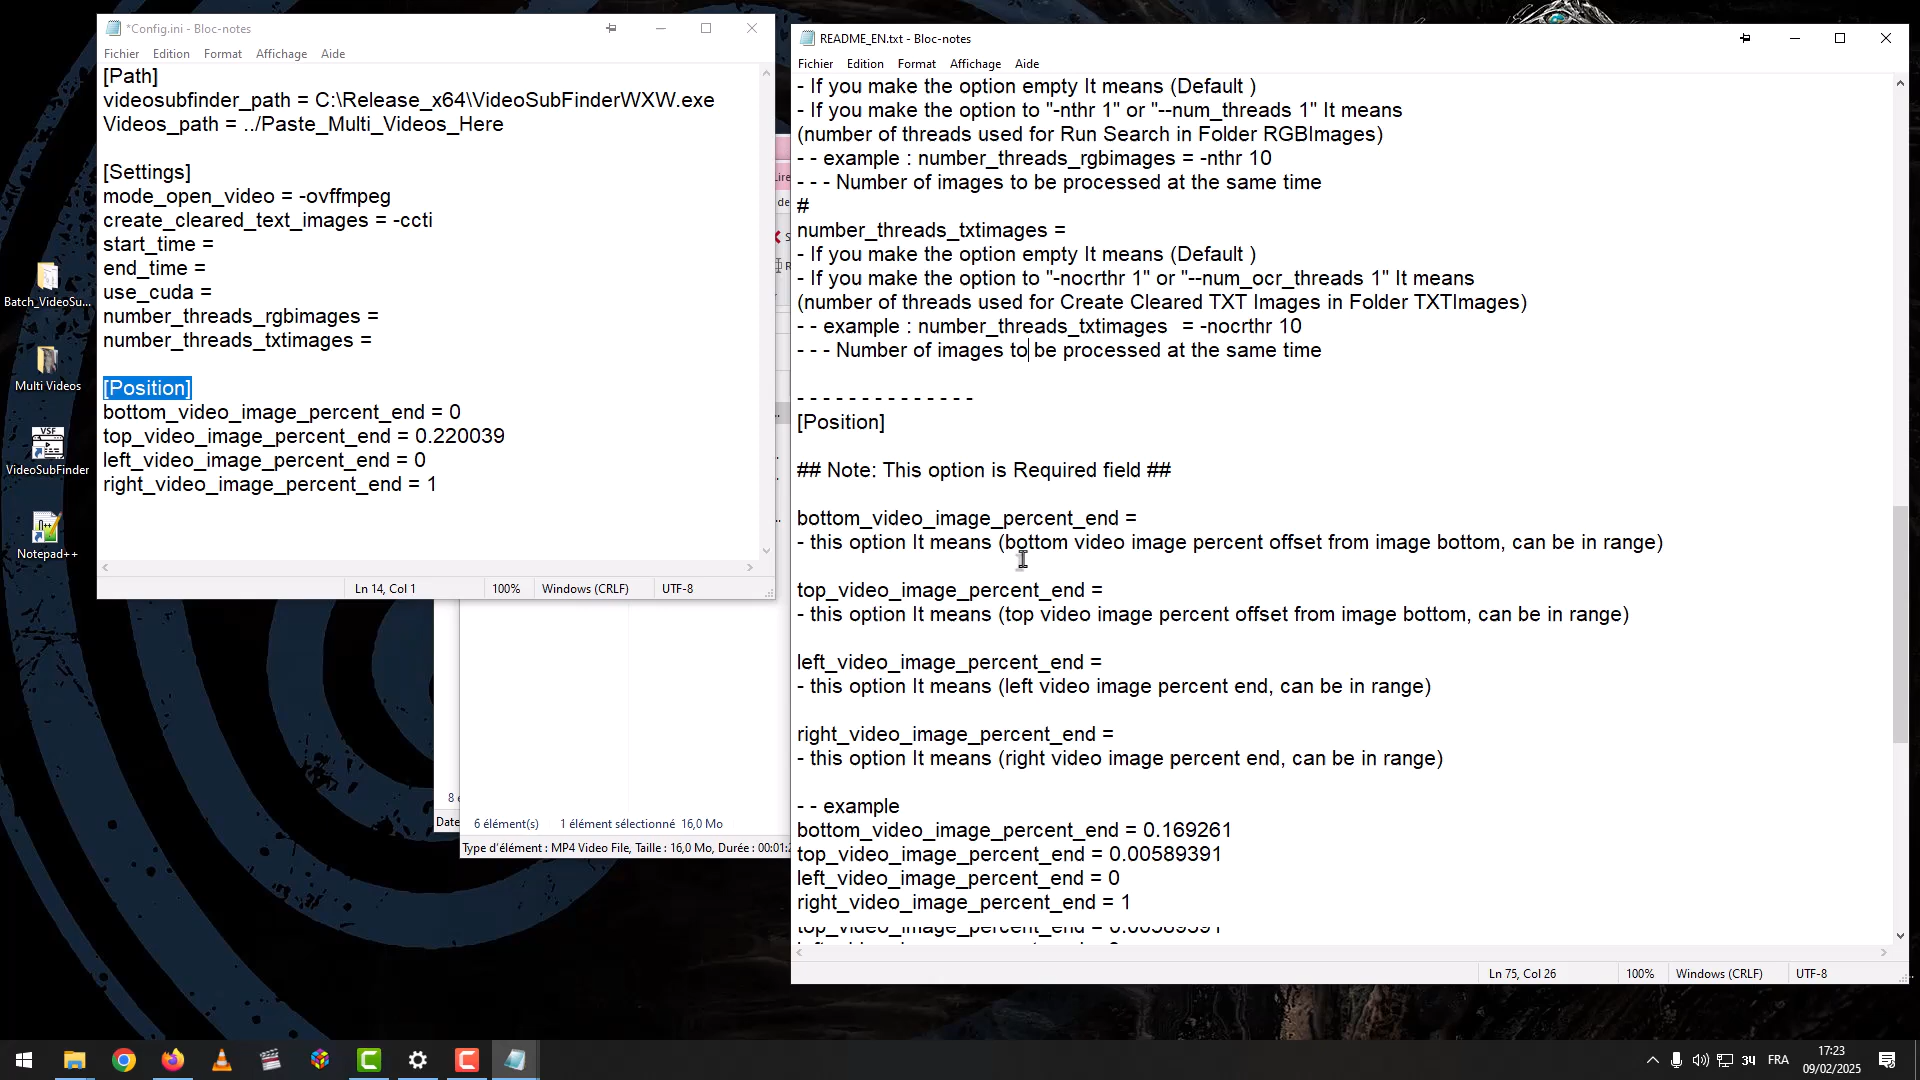 *Config.ini - Bloc-notes
Fichier Edition Format Affichage Aide
[Path]
videosubfinder_path = C:\Release_x64\VideoSubFinderWXW.exe
Videos_path = ../Paste_Multi_Videos_Here
[Settings]
mode_open_video = -ovffmpeg
create_cleared_text_images = -ccti
start_time =
end_time =
use_cuda =
number_threads_rgbimages =
number_threads_txtimages =
[Position]
bottom_video_image_percent_end = 0
top_video_image_percent_end = 0.220039
left_video_image_percent_end = 0
right_video_image_percent_end = 1
Ln 14, Col 1 100% Windows (CRLF) UTF-8
README_EN.txt - Bloc-notes
Fichier Edition Format Affichage Aide
- If you make the option empty It means (Default )
- If you make the option to "-nthr 1" or "--num_threads 1" It means
(number of threads used for Run Search in Folder RGBImages)
- - example : number_threads_rgbimages = -nthr 10
- - - Number of images to be processed at the same time
#
number_threads_txtimages =
- If you make the option empty It means (Default )
- If you make the option to "-nocrthr 1" or "--num_ocr_threads 1" It means
(number of threads used for Create Cleared TXT Images in Folder TXTImages)
- - example : number_threads_txtimages = -nocrthr 10
- - - Number of images to be processed at the same time
- - - - - - - - - - - - - -
[Position]
## Note: This option is Required field ##
bottom_video_image_percent_end =
- this option It means (bottom video image percent offset from image bottom, can be in range)
top_video_image_percent_end =
- this option It means (top video image percent offset from image bottom, can be in range)
left_video_image_percent_end =
- this option It means (left video image percent end, can be in range)
right_video_image_percent_end =
- this option It means (right video image percent end, can be in range)
- - example
bottom_video_image_percent_end = 0.169261
top_video_image_percent_end = 0.00589391
left_video_image_percent_end = 0
right_video_image_percent_end = 1
top_video_image_percent_end = 0.00589391
Ln 75, Col 26 100% Windows (CRLF) UTF-8
Batch_VideoSu...
Multi Videos
VSF
VideoSubFinder
Notepad++
Lire
8 é
Date
6 élément(s) 1 élément sélectionné 16,0 Mo
Type d'élément : MP4 Video File, Taille : 16,0 Mo, Durée : 00:01:2
34 FRA
17:23
09/02/2025